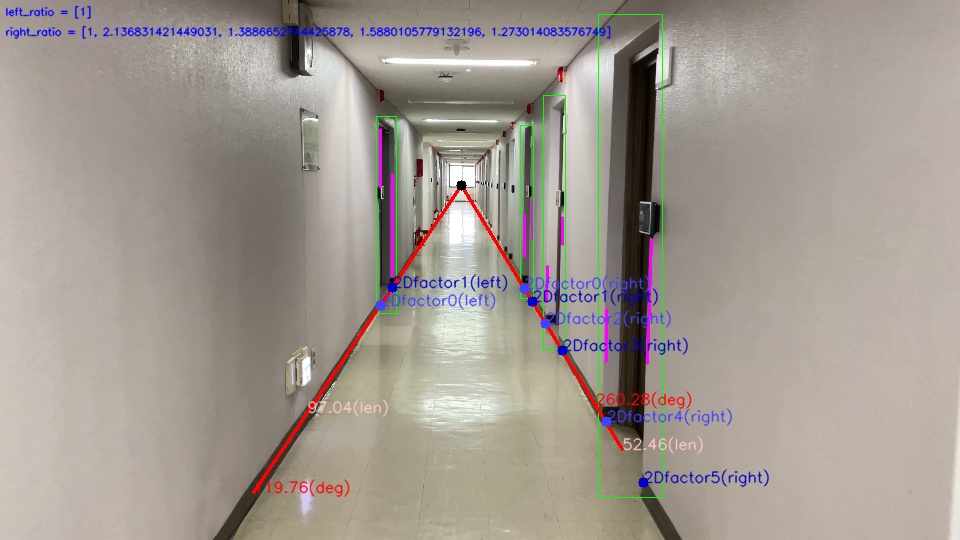 left_ratio = [1]
right_ratio = [1, 2.136831421449031, 1.3886652744425878, 1.5880105779132196, 1.273014083576749]
2Dfactor1(left)
2Dfactor0(left)
2Dfactor0(right)
2Dfactor1(right)
2Dfactor2(right)
2Dfactor3(right)
260.28(deg)
97.04(len)
2Dfactor4(right)
52.46(len)
2Dfactor5(right)
19.76(deg)